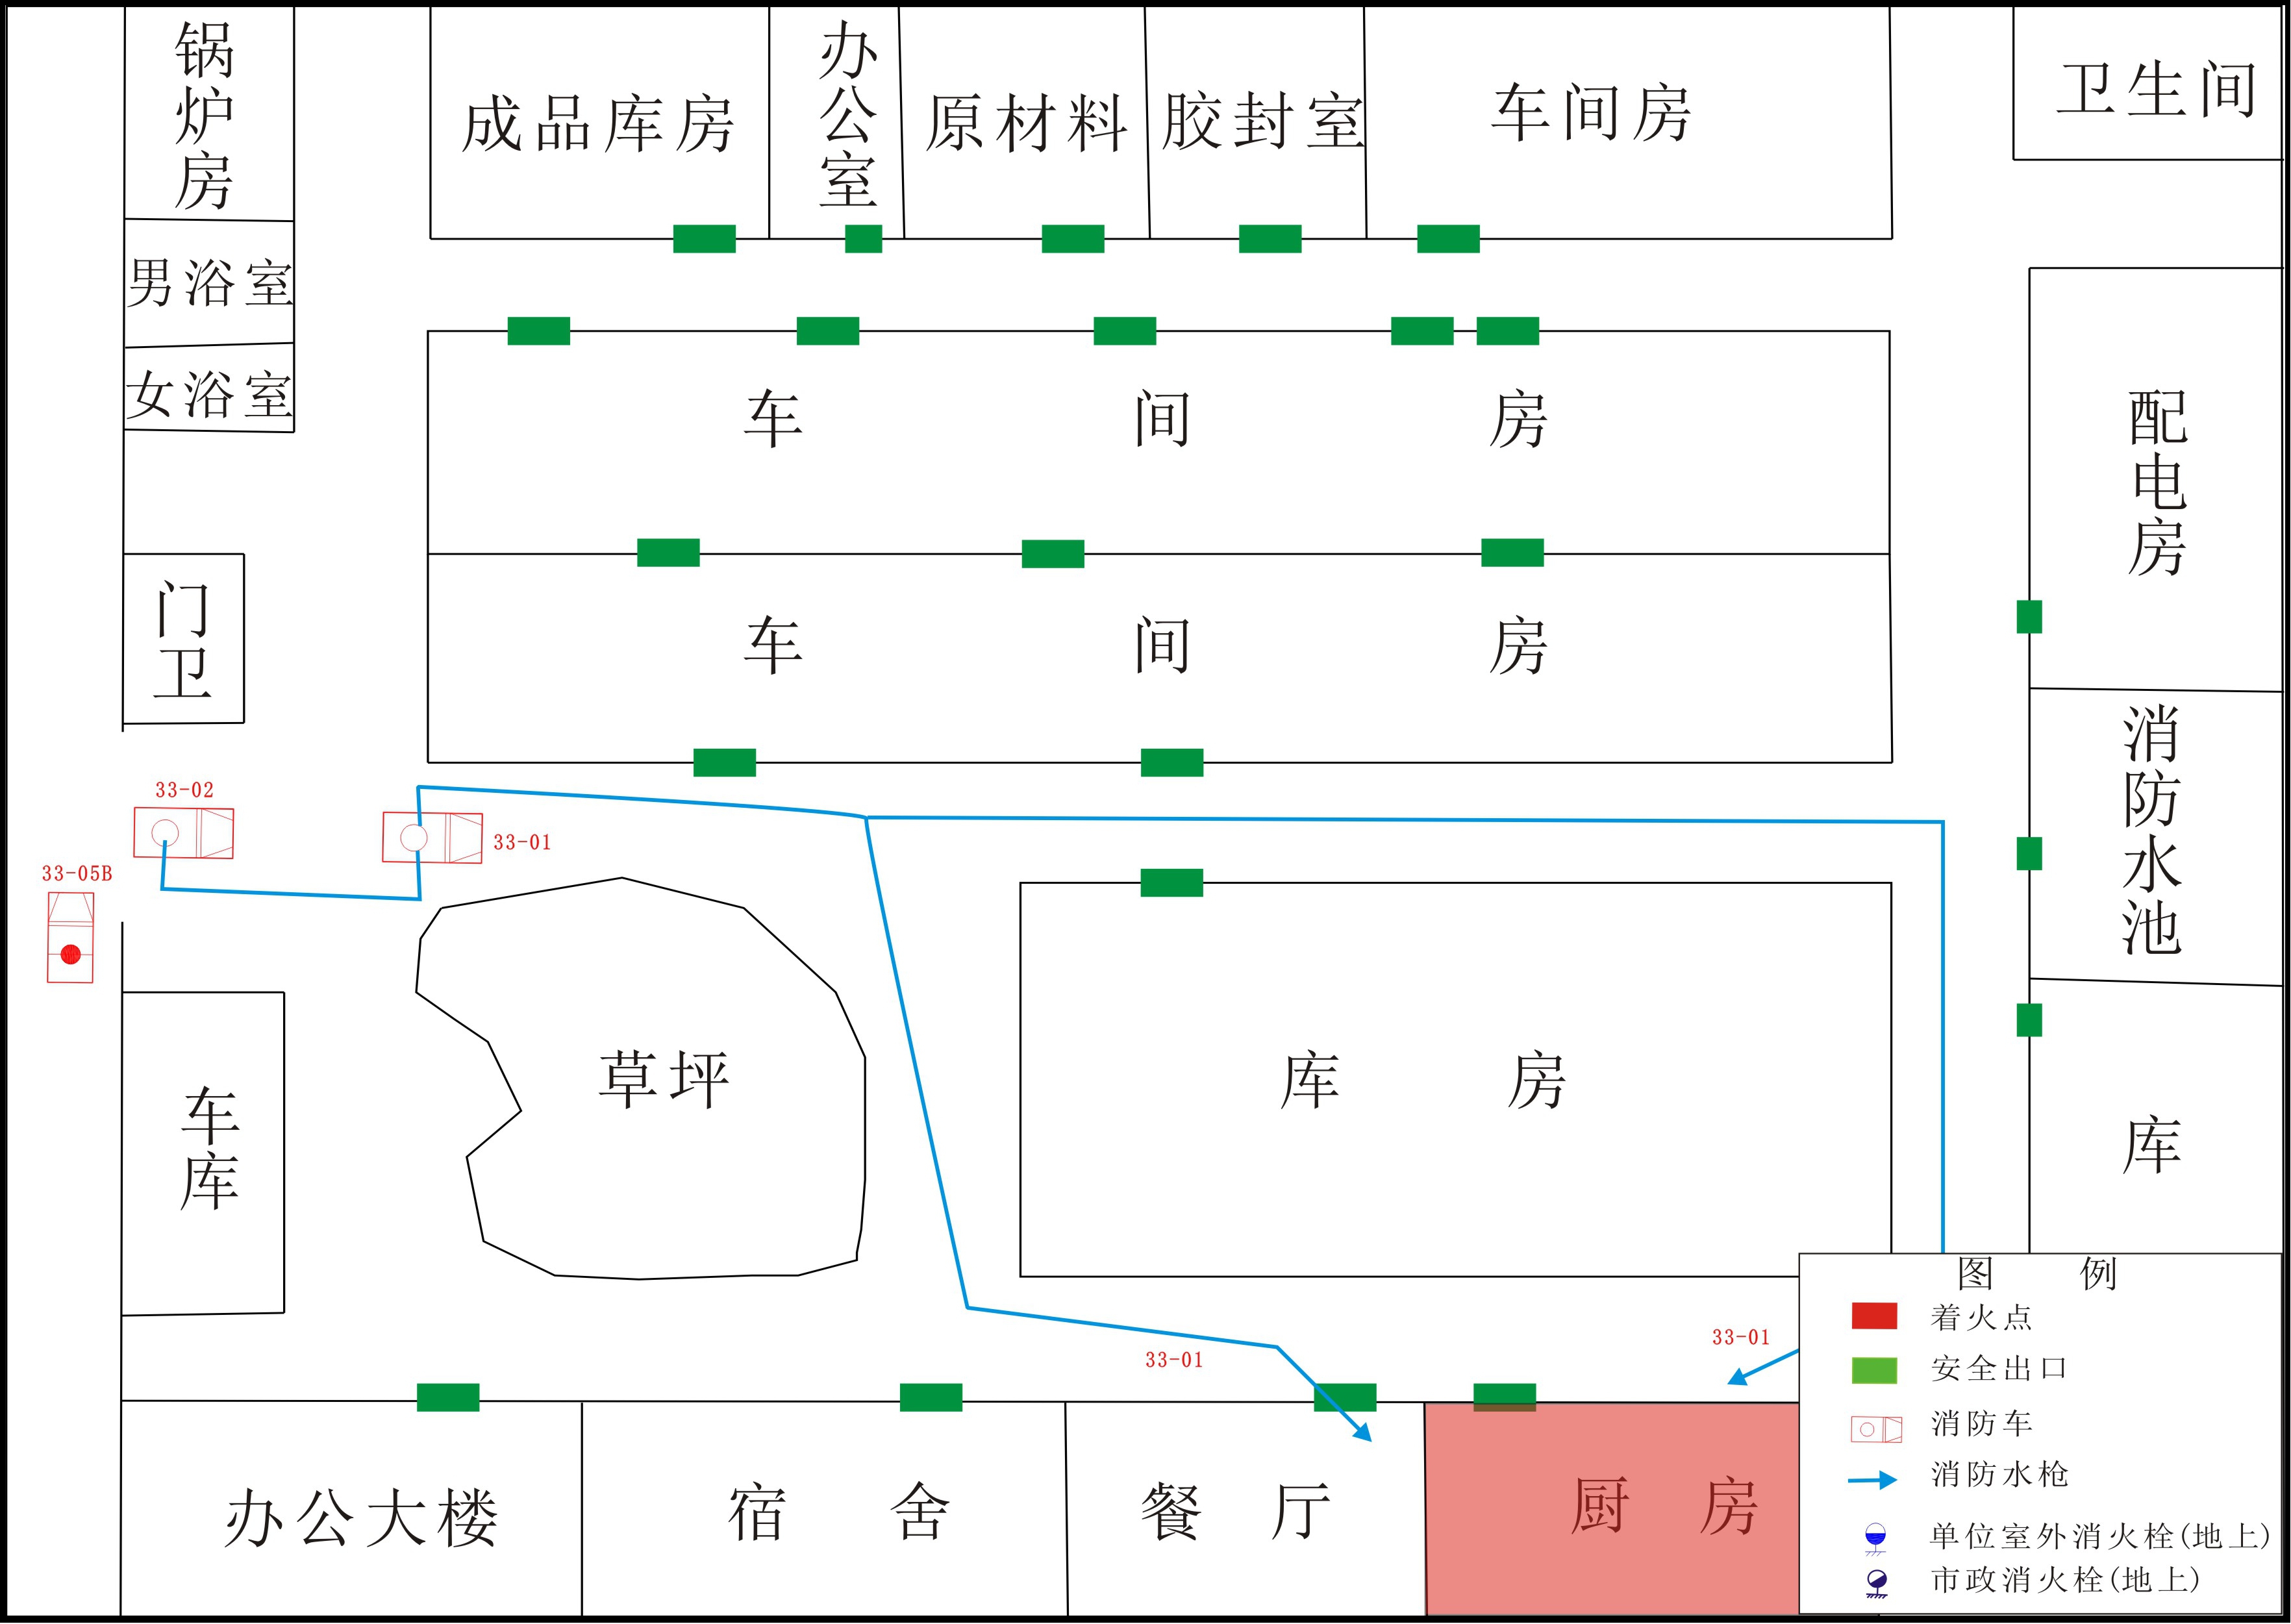 锅炉房
成品库房
办公室
原材料
胶封室
车间房
卫生间
男浴室
女浴室
车间房
配电房
门卫
车间房
消防水池
33-02
33-01
33-05B
草坪
库房
车库
库
33-01
33-01
办公大楼
宿舍
餐厅
厨房
图例
着火点
安全出口
消防车
消防水枪
单位室外消火栓(地上)
市政消火栓(地上)